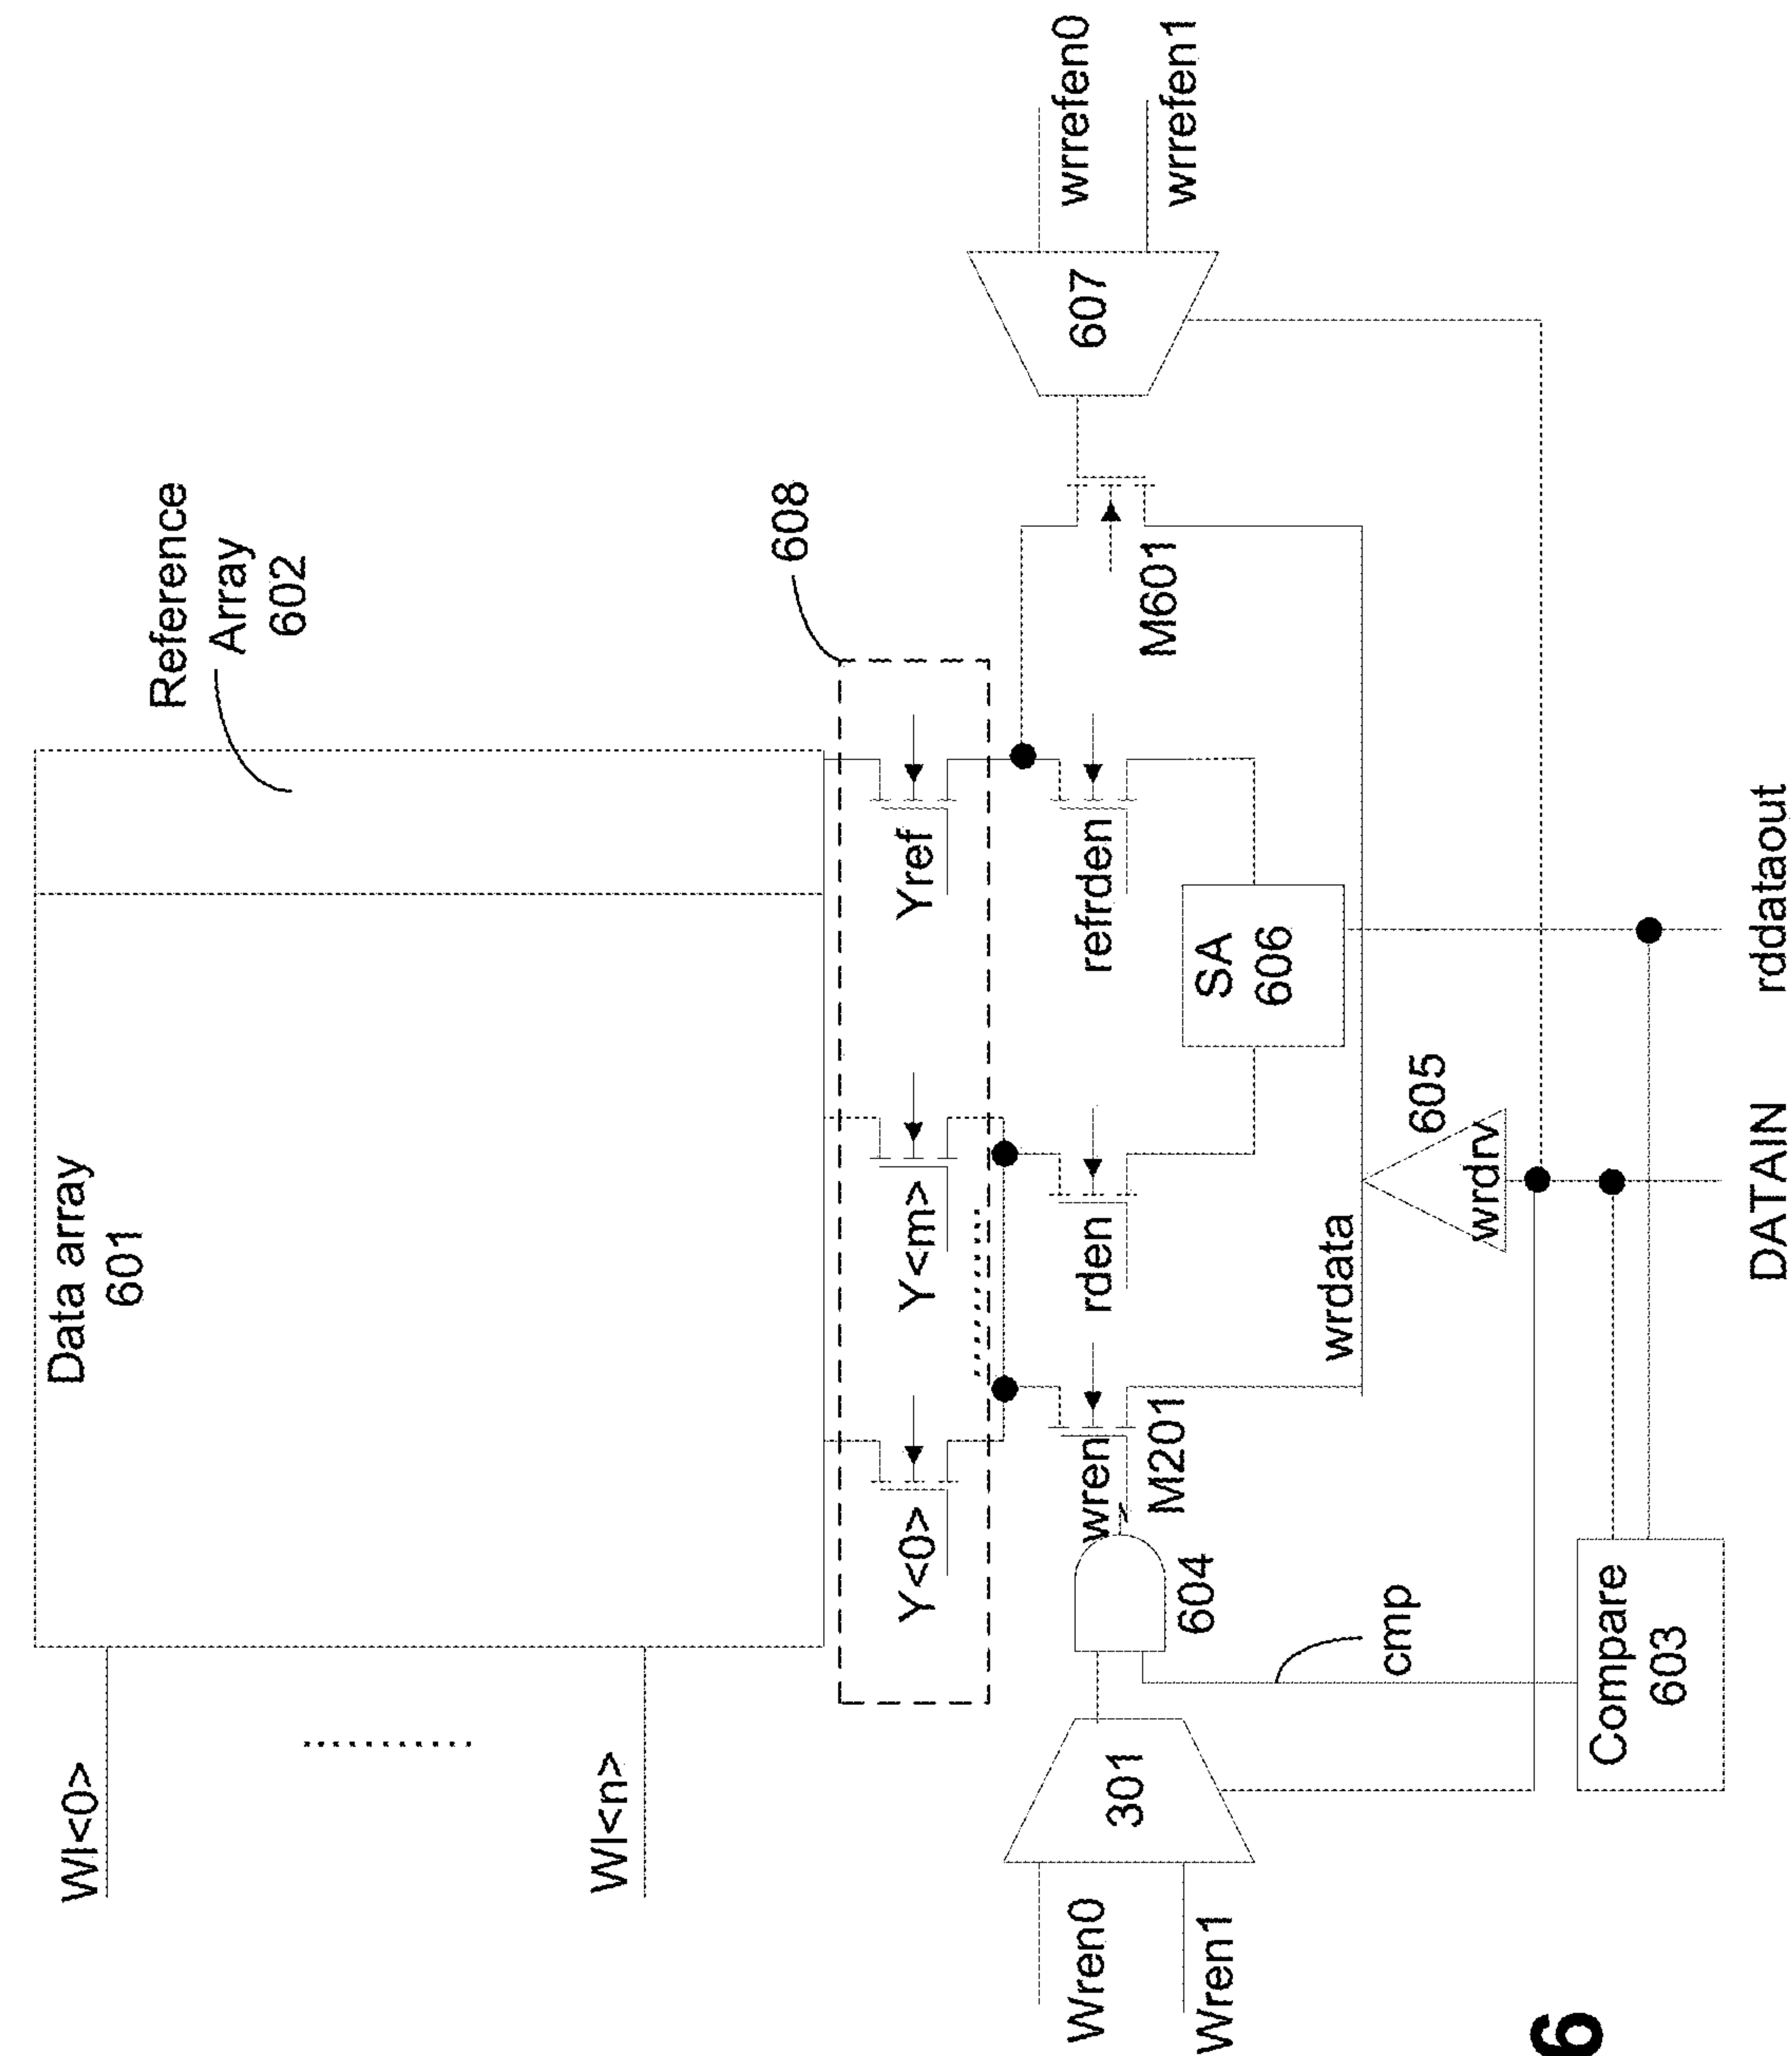 Reference
Array
602
Data array
601
Wl<0>
Wl<n>
608
Y<0>
Y<m>
Yref
wrrefen0
wrrefen1
607
Wren0
Wren1
301
wren
604
M201
rden
refrden
M601
SA
606
cmp
wrdata
605
wrdrv
Compare
603
DATAIN
rddataout
6